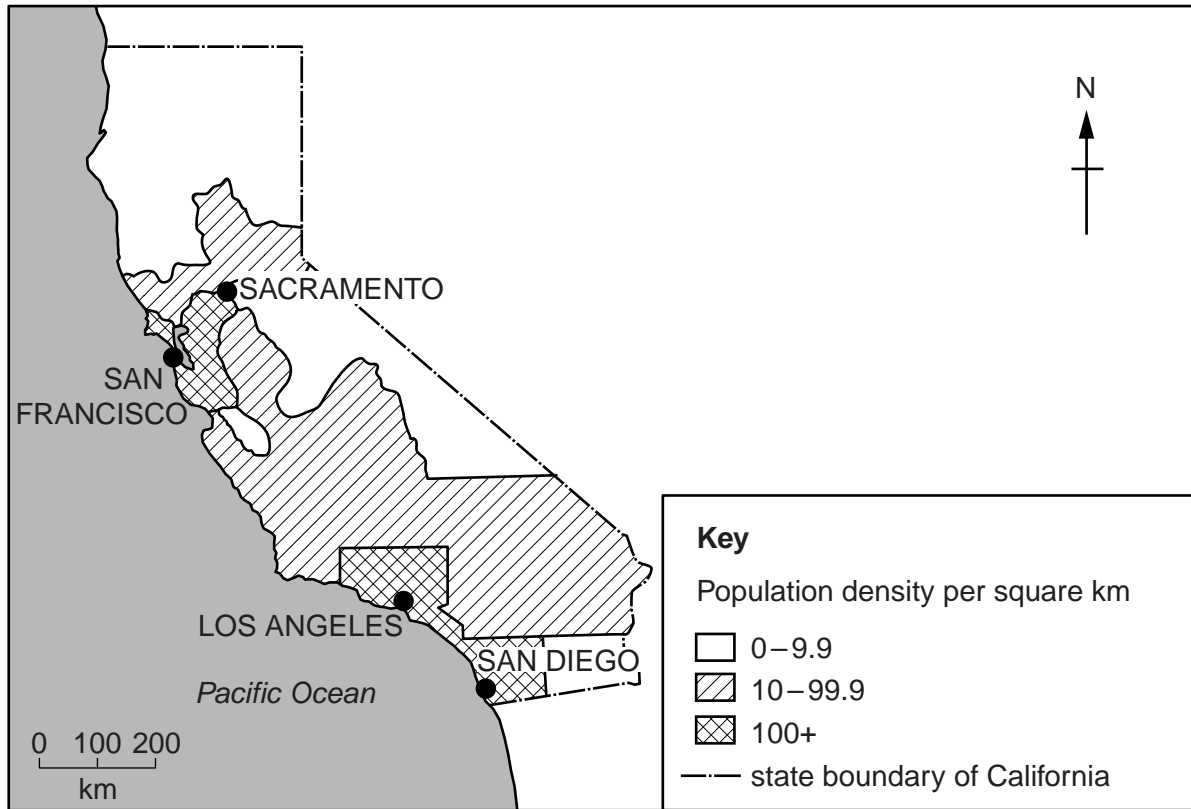 N
SACRAMENTO
SAN
FRANCISCO
LOS ANGELES
SAN DIEGO
Pacific Ocean
0 100 200
km
Key
Population density per square km
0–9.9
10–99.9
100+
state boundary of California